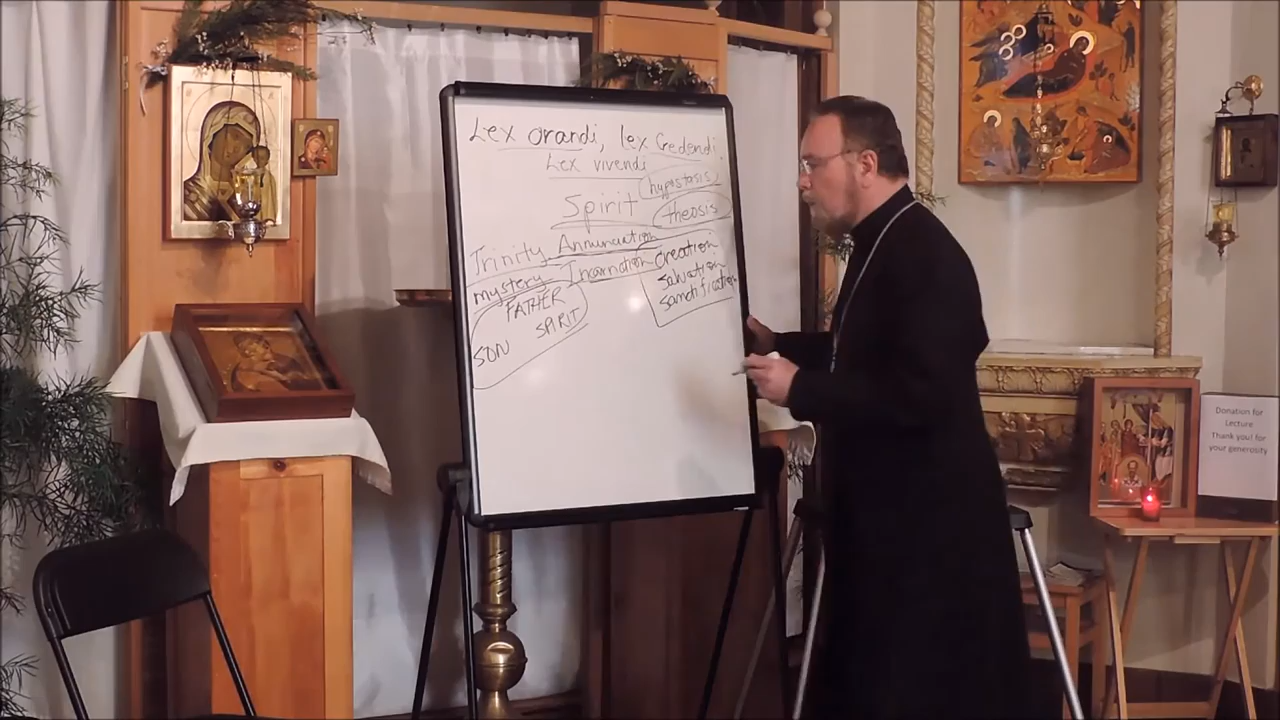 Lex orandi, lex Credendi,
Lex vivendi
hypostasis,
Spirit theosis
Trinity Annunciation Creation
mystery Incarnation salvation
FATHER sanctification
SON SPIRIT
Donation for
Lecture
Thank you! for
your generosity